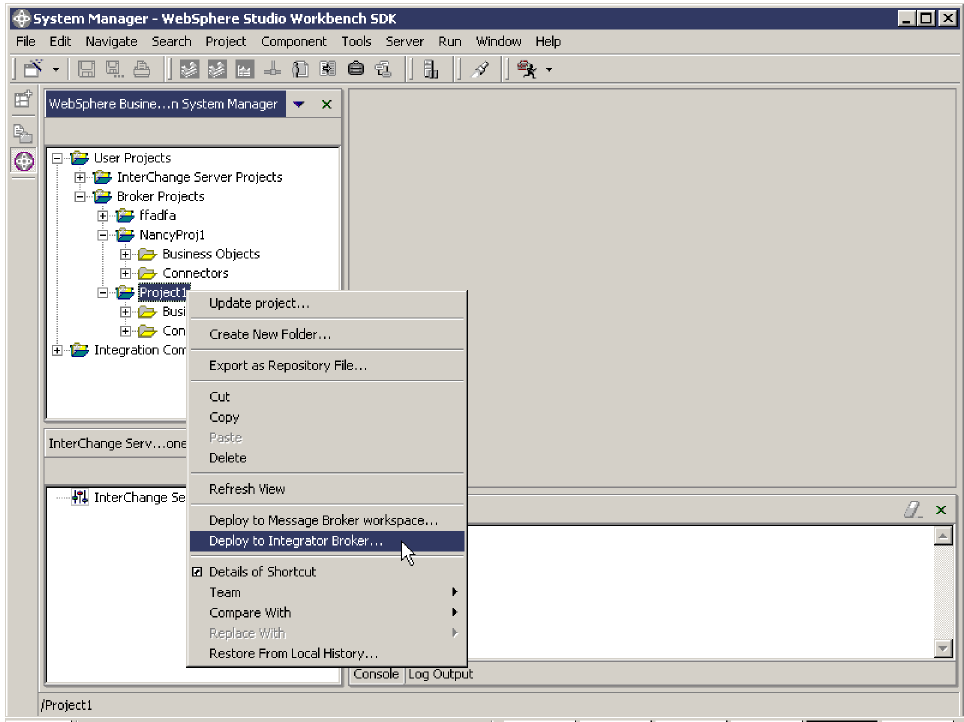 System Manager - WebSphere Studio Workbench SDK
File Edit Navigate Search Project Component Tools Server Run Window Help
WebSphere Busine...n System Manager
User Projects
InterChange Server Projects
Broker Projects
ffadfa
NancyProj1
Business Objects
Connectors
Project1
Busi
Con
Integration Com
Update project...
Create New Folder...
Export as Repository File...
Cut
Copy
Paste
Delete
Refresh View
Deploy to Message Broker workspace...
Deploy to Integrator Broker...
Details of Shortcut
Team
Compare With
Replace With
Restore From Local History...
InterChange Serv...one
InterChange Se
Console Log Output
/Project1